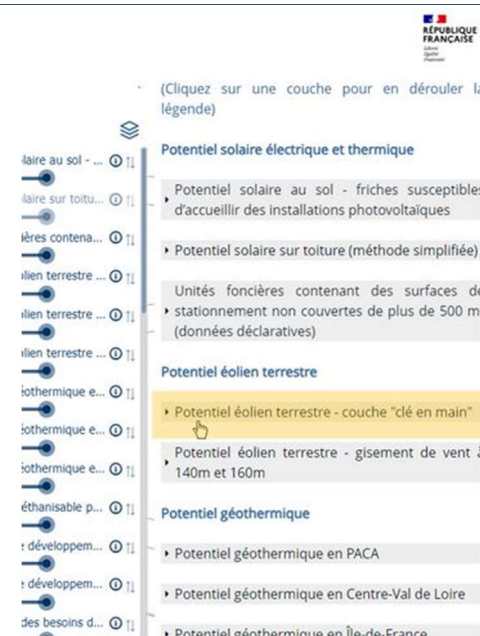 RÉPUBLIQUE
FRANÇAISE
Liberté
Égalité
Fraternité
(Cliquez sur une couche pour en dérouler la
légende)
Potentiel solaire électrique et thermique
laire au sol - ...
Potentiel solaire au sol - friches susceptibles
d'accueillir des installations photovoltaïques
laire sur toitu...
ières contena...
Potentiel solaire sur toiture (méthode simplifiée)
olien terrestre ...
Unités foncières contenant des surfaces de
stationnement non couvertes de plus de 500 m
(données déclaratives)
olien terrestre ...
olien terrestre ...
Potentiel éolien terrestre
éothermique e...
Potentiel éolien terrestre - couche "clé en main"
éothermique e...
Potentiel éolien terrestre - gisement de vent à
140m et 160m
éothermique e...
éthanisable p...
Potentiel géothermique
e développem...
Potentiel géothermique en PACA
e développem...
Potentiel géothermique en Centre-Val de Loire
des besoins d...
Potentiel géothermique en Île-de-France